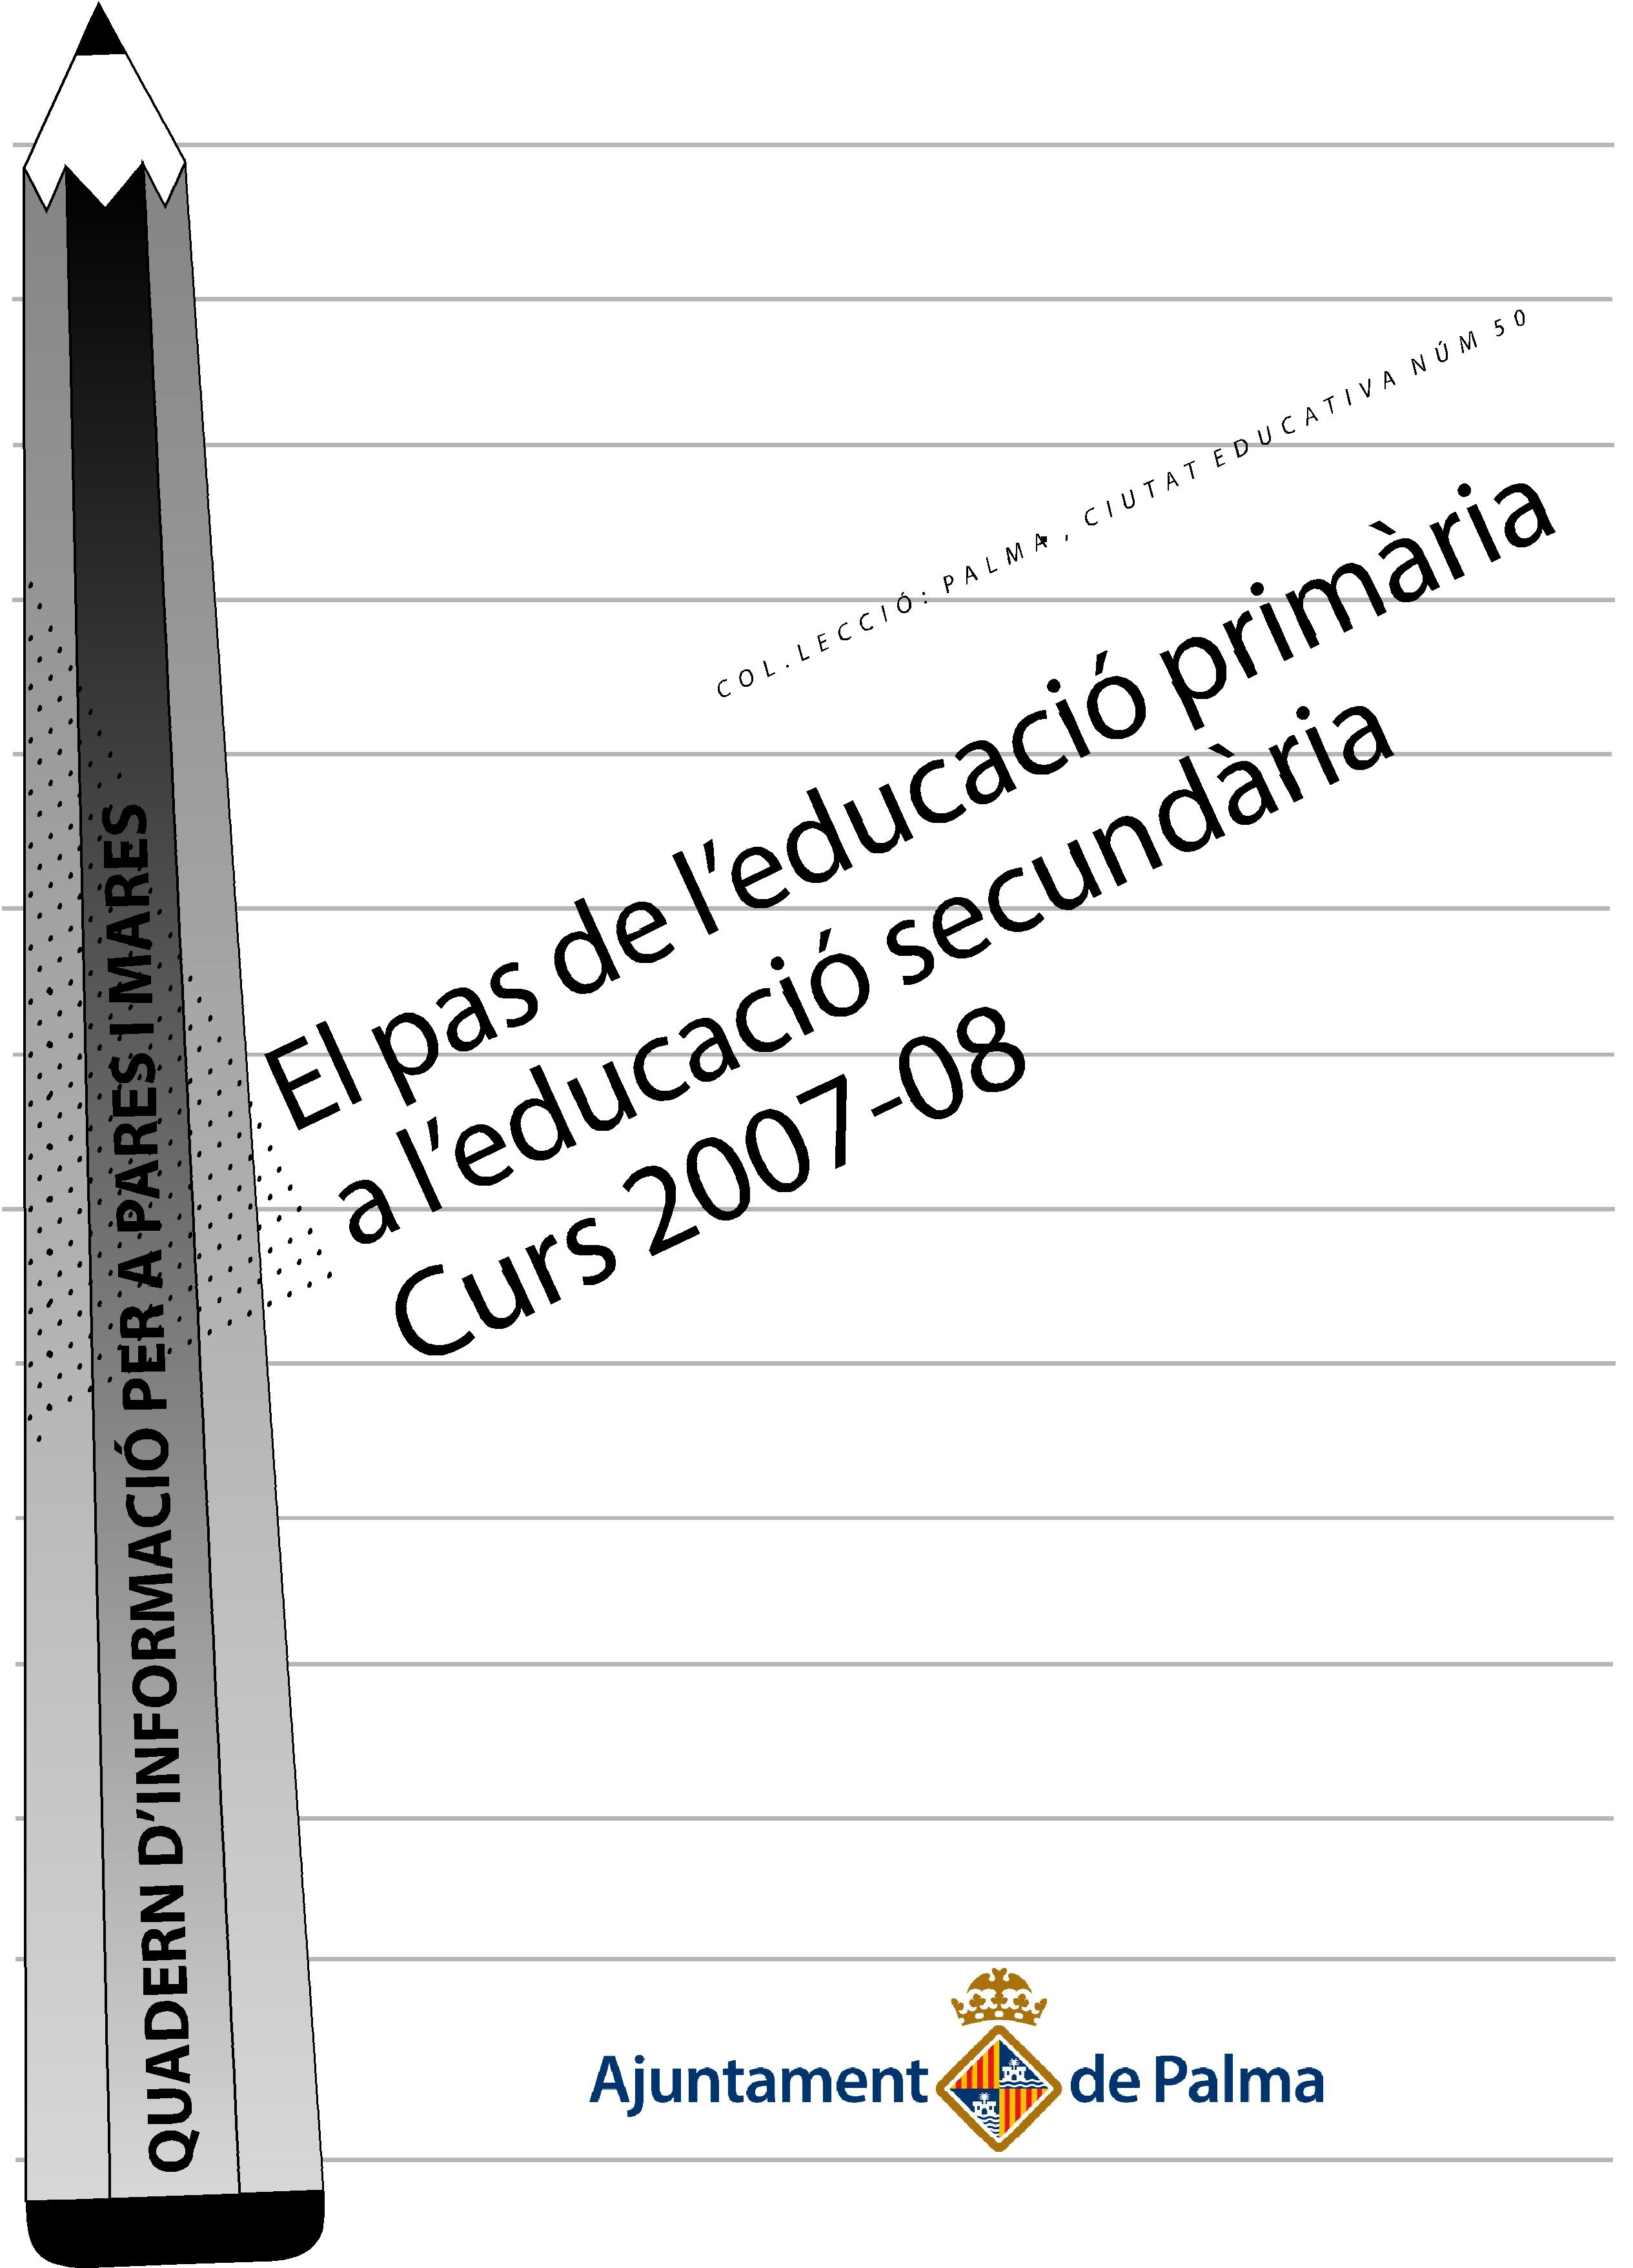 COL.LECCIÓ: PALMA, CIUTAT EDUCATIVA NÚM 50
El pas de l'educació primària
a l'educació secundària
Curs 2007-08
QUADERN D'INFORMACIÓ PER A PARES I MARES
Ajuntament de Palma